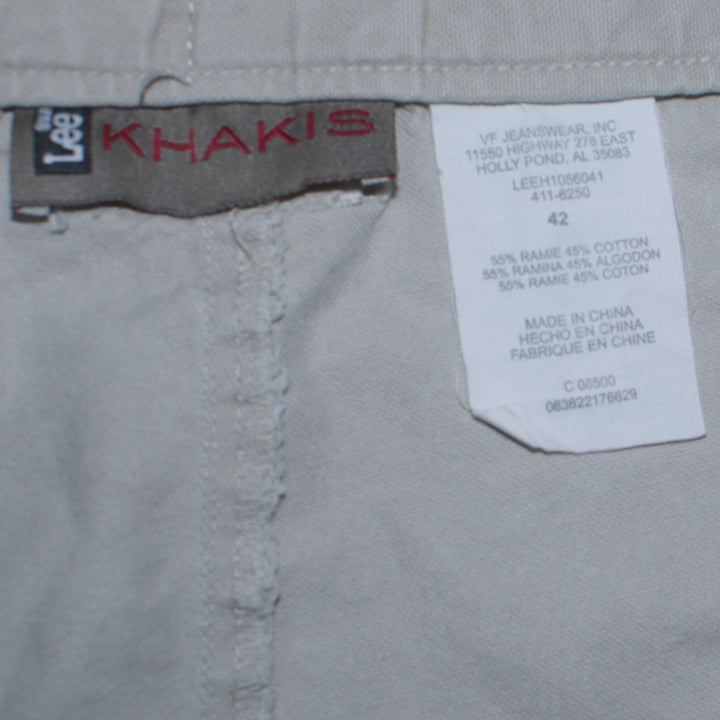 Lee
KHAKIS
VF JEANSWEAR, INC
11550 HIGHWAY 278 EAST
HOLLY POND, AL 35083
LEEH1056041
411-6250
42
55% RAMIE 45% COTTON
55% RAMINA 45% ALGODON
55% RAMIE 45% COTON
MADE IN CHINA
HECHO EN CHINA
FABRIQUE EN CHINE
C 08500
083622176629